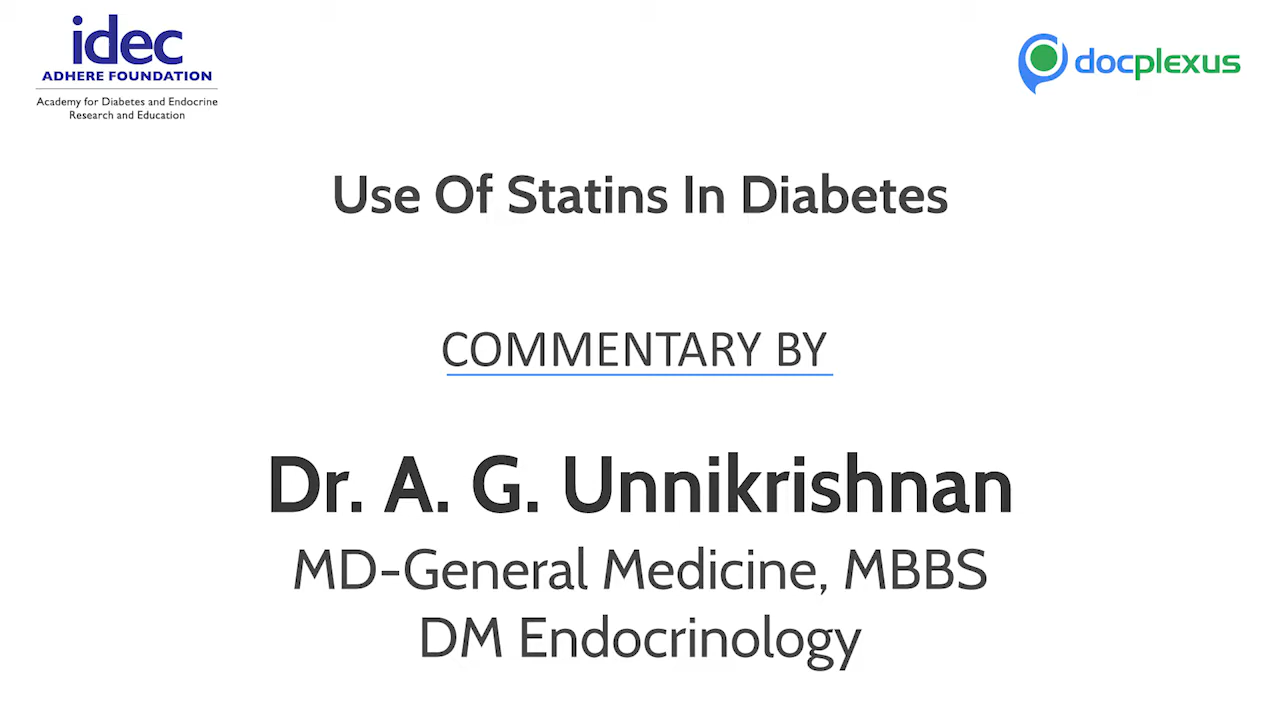 idec
ADHERE FOUNDATION
Academy for Diabetes and Endocrine
Research and Education
docplexus
Use Of Statins In Diabetes
COMMENTARY BY
Dr. A. G. Unnikrishnan
MD-General Medicine, MBBS
DM Endocrinology